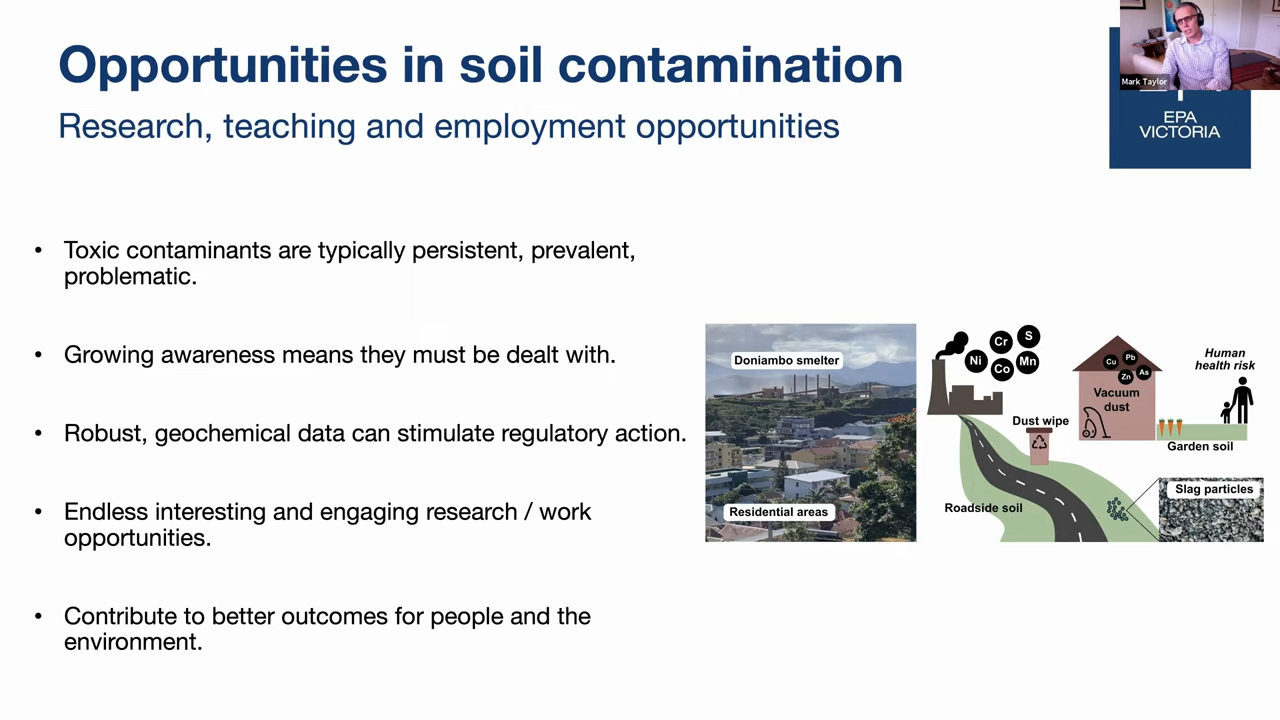 Opportunities in soil contamination
Research, teaching and employment opportunities
Mark Taylor
EPA
VICTORIA
• Toxic contaminants are typically persistent, prevalent,
problematic.
• Growing awareness means they must be dealt with.
• Robust, geochemical data can stimulate regulatory action.
• Endless interesting and engaging research / work
opportunities.
• Contribute to better outcomes for people and the
environment.
Doniambo smelter
Residential areas
Ni
Cr
S
Co
Mn
Dust wipe
Roadside soil
Cu
Pb
Zn
As
Vacuum
dust
Human
health risk
Garden soil
Slag particles